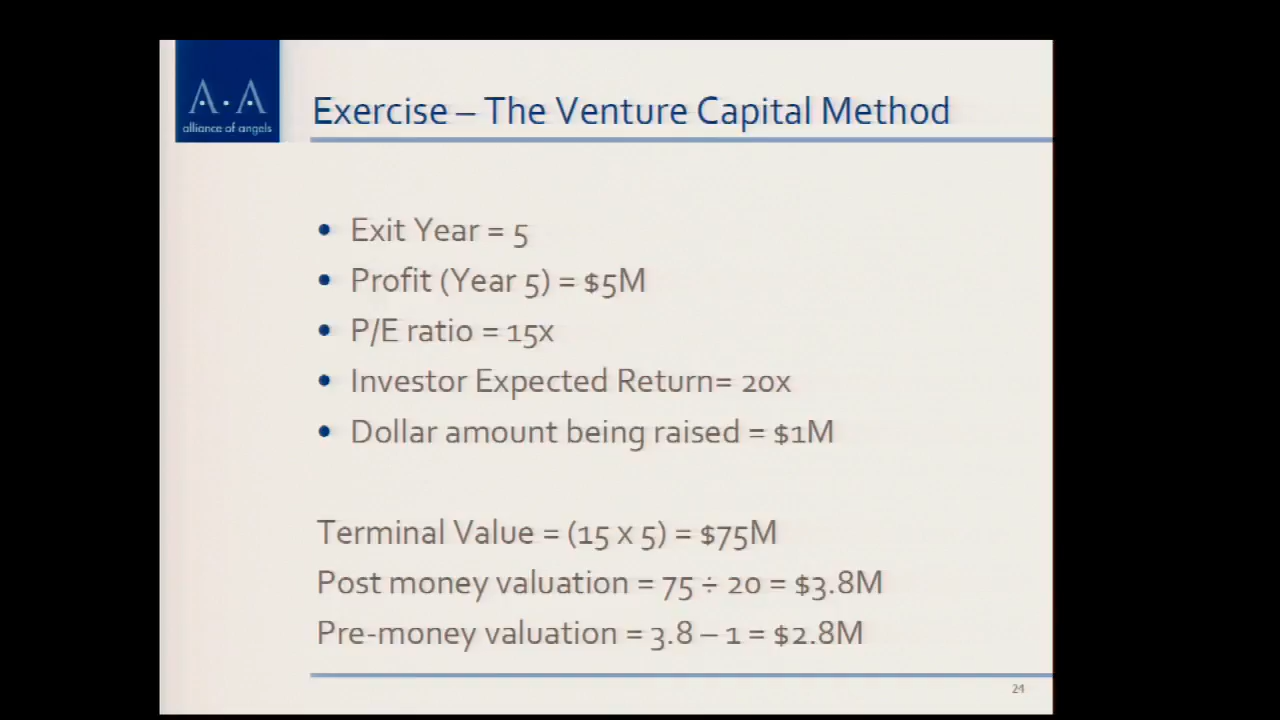 A.A
alliance of angels
Exercise – The Venture Capital Method
• Exit Year = 5
• Profit (Year 5) = $5M
• P/E ratio = 15x
• Investor Expected Return= 20x
• Dollar amount being raised = $1M
Terminal Value = (15 x 5) = $75M
Post money valuation = 75 ÷ 20 = $3.8M
Pre-money valuation = 3.8 – 1 = $2.8M
24